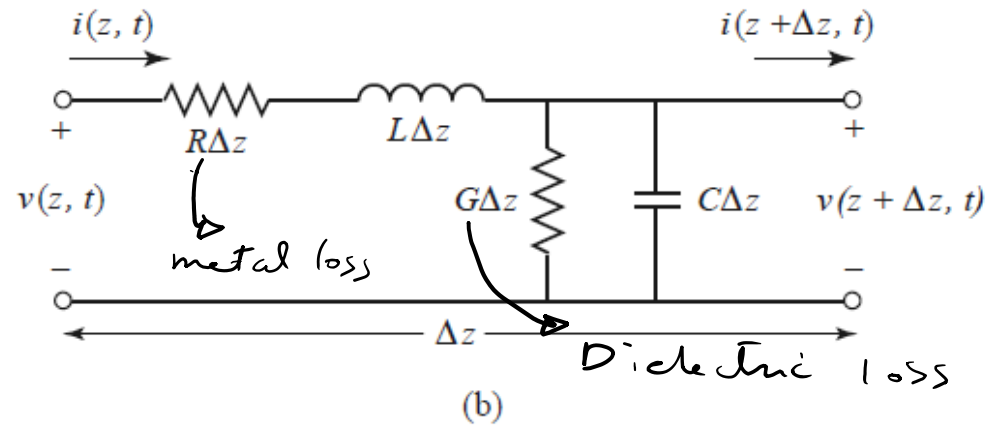 i(z, t)
i(z +Δz, t)
+
RΔz
LΔz
+
v(z, t)
GΔz
CΔz
v(z + Δz, t)
metal loss
−
−
Δz
Dielectric loss
(b)